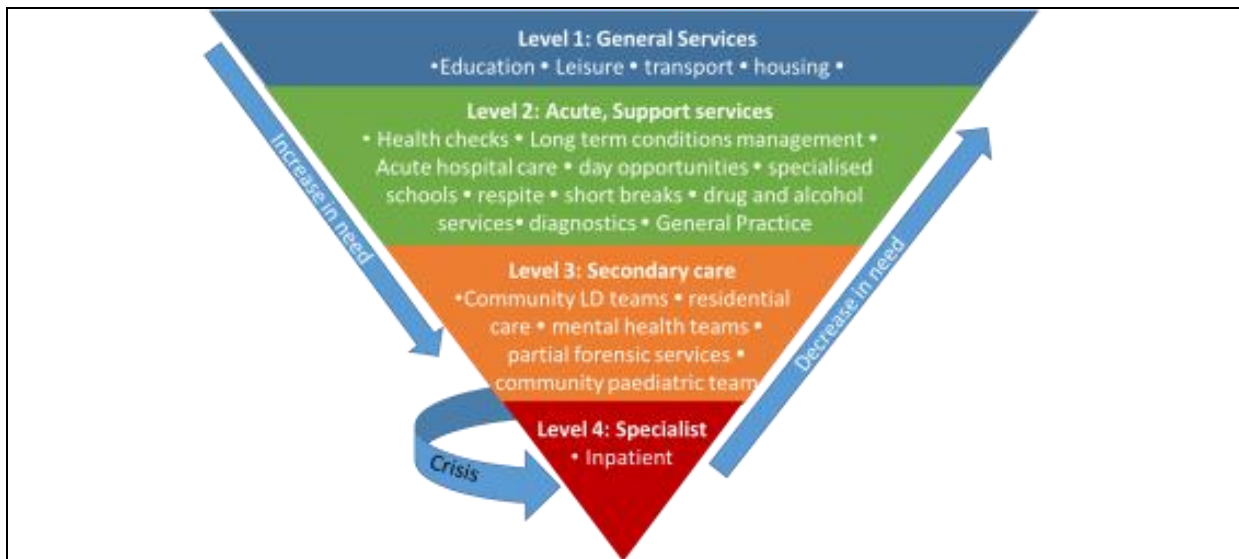 Level 1: General Services
•Education • Leisure • transport • housing •
Level 2: Acute, Support services
• Health checks • Long term conditions management •
Acute hospital care • day opportunities • specialised
schools • respite • short breaks • drug and alcohol
services• diagnostics • General Practice
Level 3: Secondary care
•Community LD teams • residential
care • mental health teams •
partial forensic services •
community paediatric team
Level 4: Specialist
• Inpatient
Increase in need
Crisis
Decrease in need